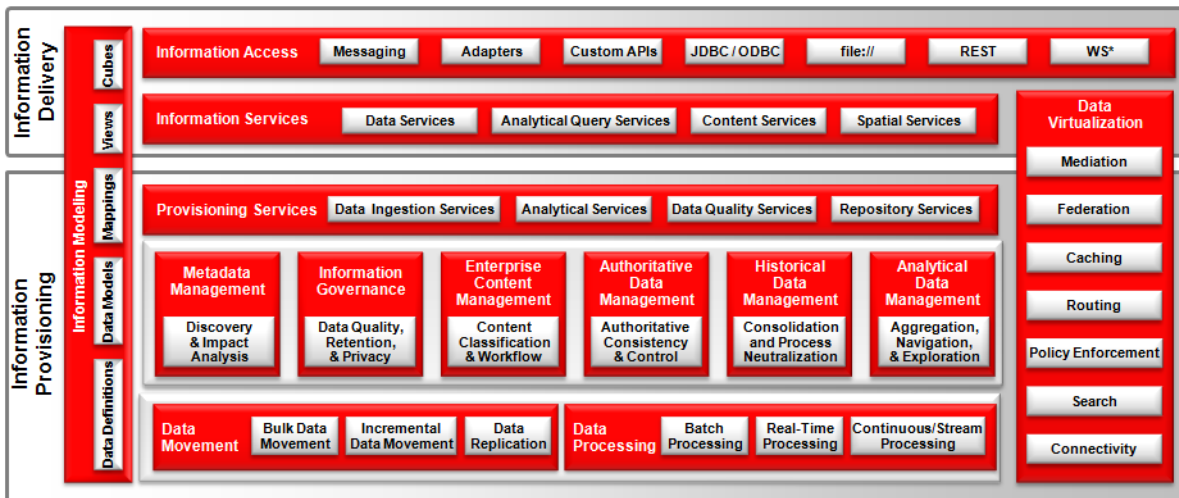 Information
Delivery
Information Modeling
Cubes
Views
Mappings
Data Models
Data Definitions
Information Access
Messaging
Adapters
Custom APIs
JDBC / ODBC
file://
REST
WS*
Information Services
Data Services
Analytical Query Services
Content Services
Spatial Services
Data
Virtualization
Mediation
Federation
Caching
Routing
Policy Enforcement
Search
Connectivity
Information
Provisioning
Provisioning Services
Data Ingestion Services
Analytical Services
Data Quality Services
Repository Services
Metadata
Management
Discovery
& Impact
Analysis
Information
Governance
Data Quality,
Retention,
& Privacy
Enterprise
Content
Management
Content
Classification
& Workflow
Authoritative
Data
Management
Authoritative
Consistency
& Control
Historical
Data
Management
Consolidation
and Process
Neutralization
Analytical
Data
Management
Aggregation,
Navigation,
& Exploration
Data
Movement
Bulk Data
Movement
Incremental
Data Movement
Data
Replication
Data
Processing
Batch
Processing
Real-Time
Processing
Continuous/Stream
Processing